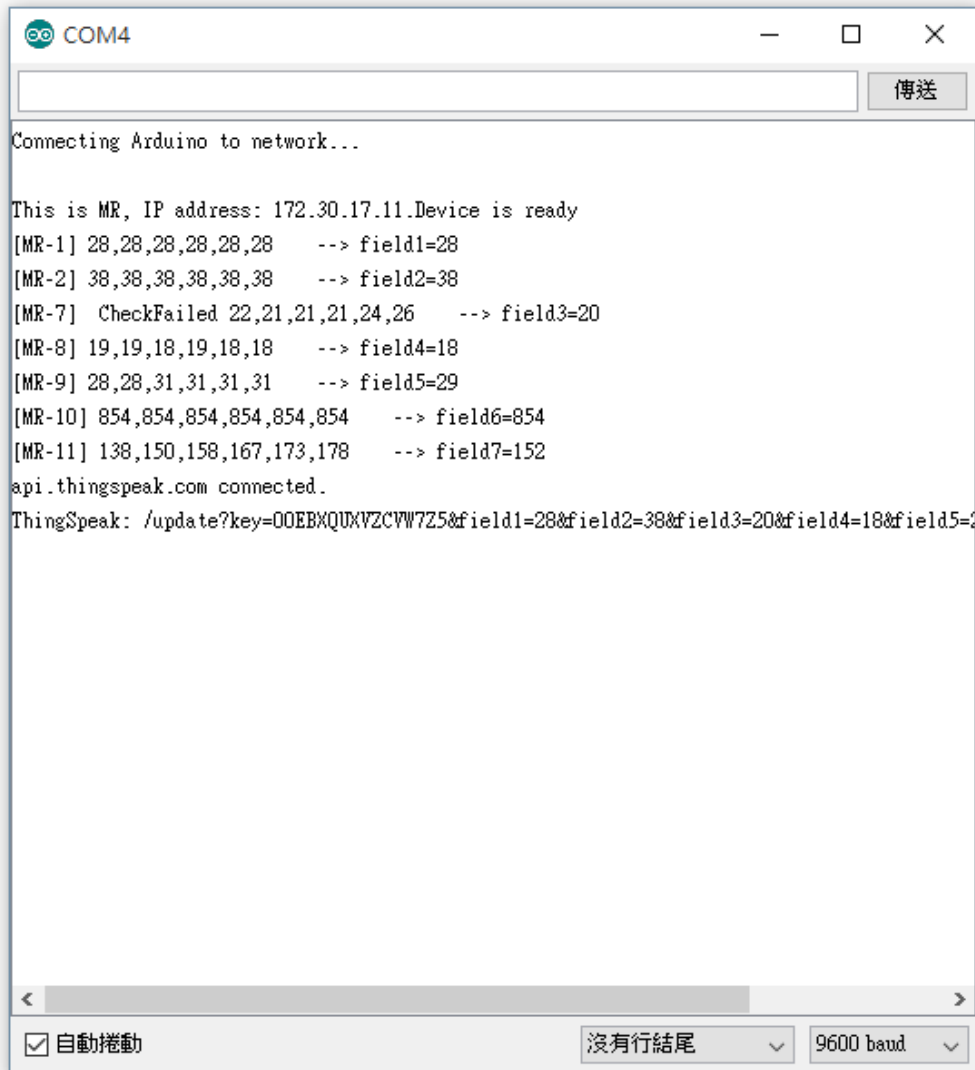 COM4
傳送
Connecting Arduino to network...
This is MR, IP address: 172.30.17.11.Device is ready
[MR-1] 28,28,28,28,28,28    --> field1=28
[MR-2] 38,38,38,38,38,38    --> field2=38
[MR-7]  CheckFailed 22,21,21,21,24,26    --> field3=20
[MR-8] 19,19,18,19,18,18    --> field4=18
[MR-9] 28,28,31,31,31,31    --> field5=29
[MR-10] 854,854,854,854,854,854    --> field6=854
[MR-11] 138,150,158,167,173,178    --> field7=152
api.thingspeak.com connected.
ThingSpeak: /update?key=OOEBXQUXVZCVW7Z5&field1=28&field2=38&field3=20&field4=18&field5=2
自動捲動
沒有行結尾
9600 baud